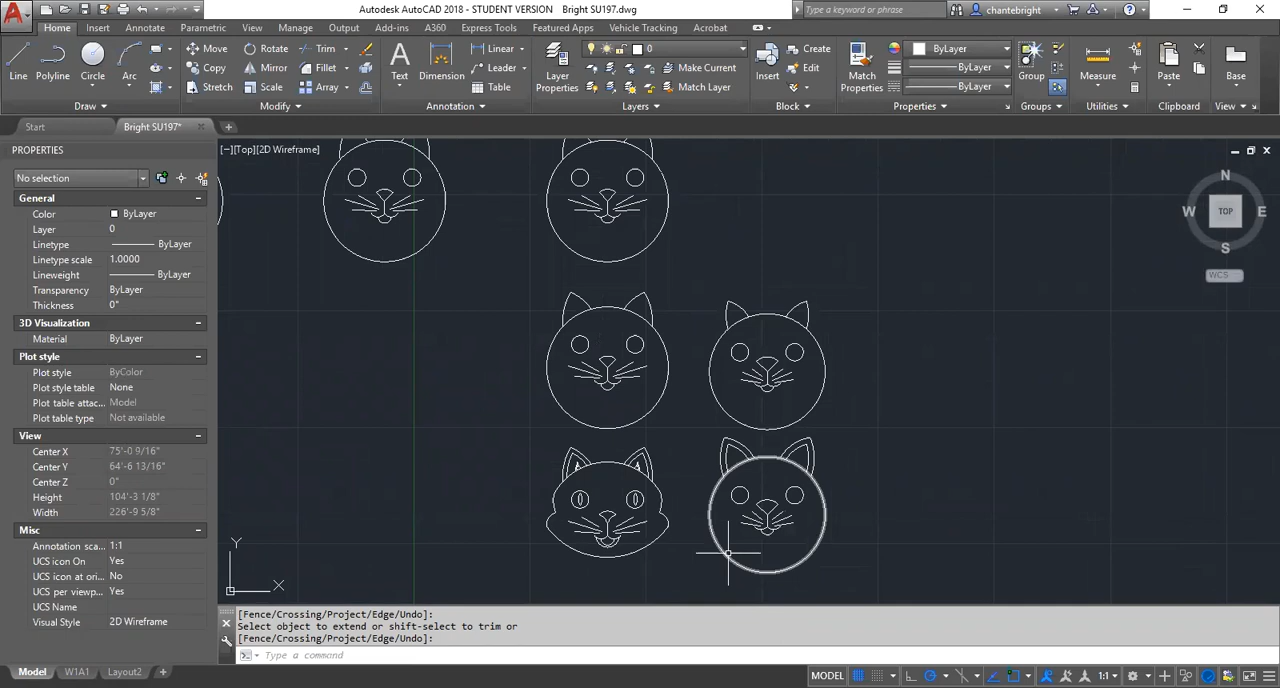 Autodesk AutoCAD 2018 - STUDENT VERSION Bright SU197.dwg
Type a keyword or phrase
chantebright
Home Insert Annotate Parametric View Manage Output Add-ins A360 Express Tools Featured Apps Vehicle Tracking Acrobat
Line Polyline Circle Arc
Move Rotate Trim
Copy Mirror Fillet
Stretch Scale Array
Text Dimension
Linear
Leader
Table
Layer Properties
0
Make Current
Match Layer
Insert
Create
Edit
Match Properties
ByLayer
ByLayer
ByLayer
Group
Measure
Paste
Base
Draw Modify Annotation Layers Block Properties Groups Utilities Clipboard View
Start Bright SU197*
PROPERTIES
No selection
General
Color ByLayer
Layer 0
Linetype ByLayer
Linetype scale 1.0000
Lineweight ByLayer
Transparency ByLayer
Thickness 0"
3D Visualization
Material ByLayer
Plot style
Plot style ByColor
Plot style table None
Plot table attac... Model
Plot table type Not available
View
Center X 75'-0 9/16"
Center Y 64'-6 13/16"
Center Z 0"
Height 104'-3 1/8"
Width 226'-9 5/8"
Misc
Annotation sca... 1:1
UCS icon On Yes
UCS icon at ori... No
UCS per viewp... Yes
UCS Name
Visual Style 2D Wireframe
[−][Top][2D Wireframe]
N
W TOP E
S
WCS
Y
X
[Fence/Crossing/Project/Edge/Undo]:
Select object to extend or shift-select to trim or
[Fence/Crossing/Project/Edge/Undo]:
Type a command
Model W1A1 Layout2
MODEL
1:1